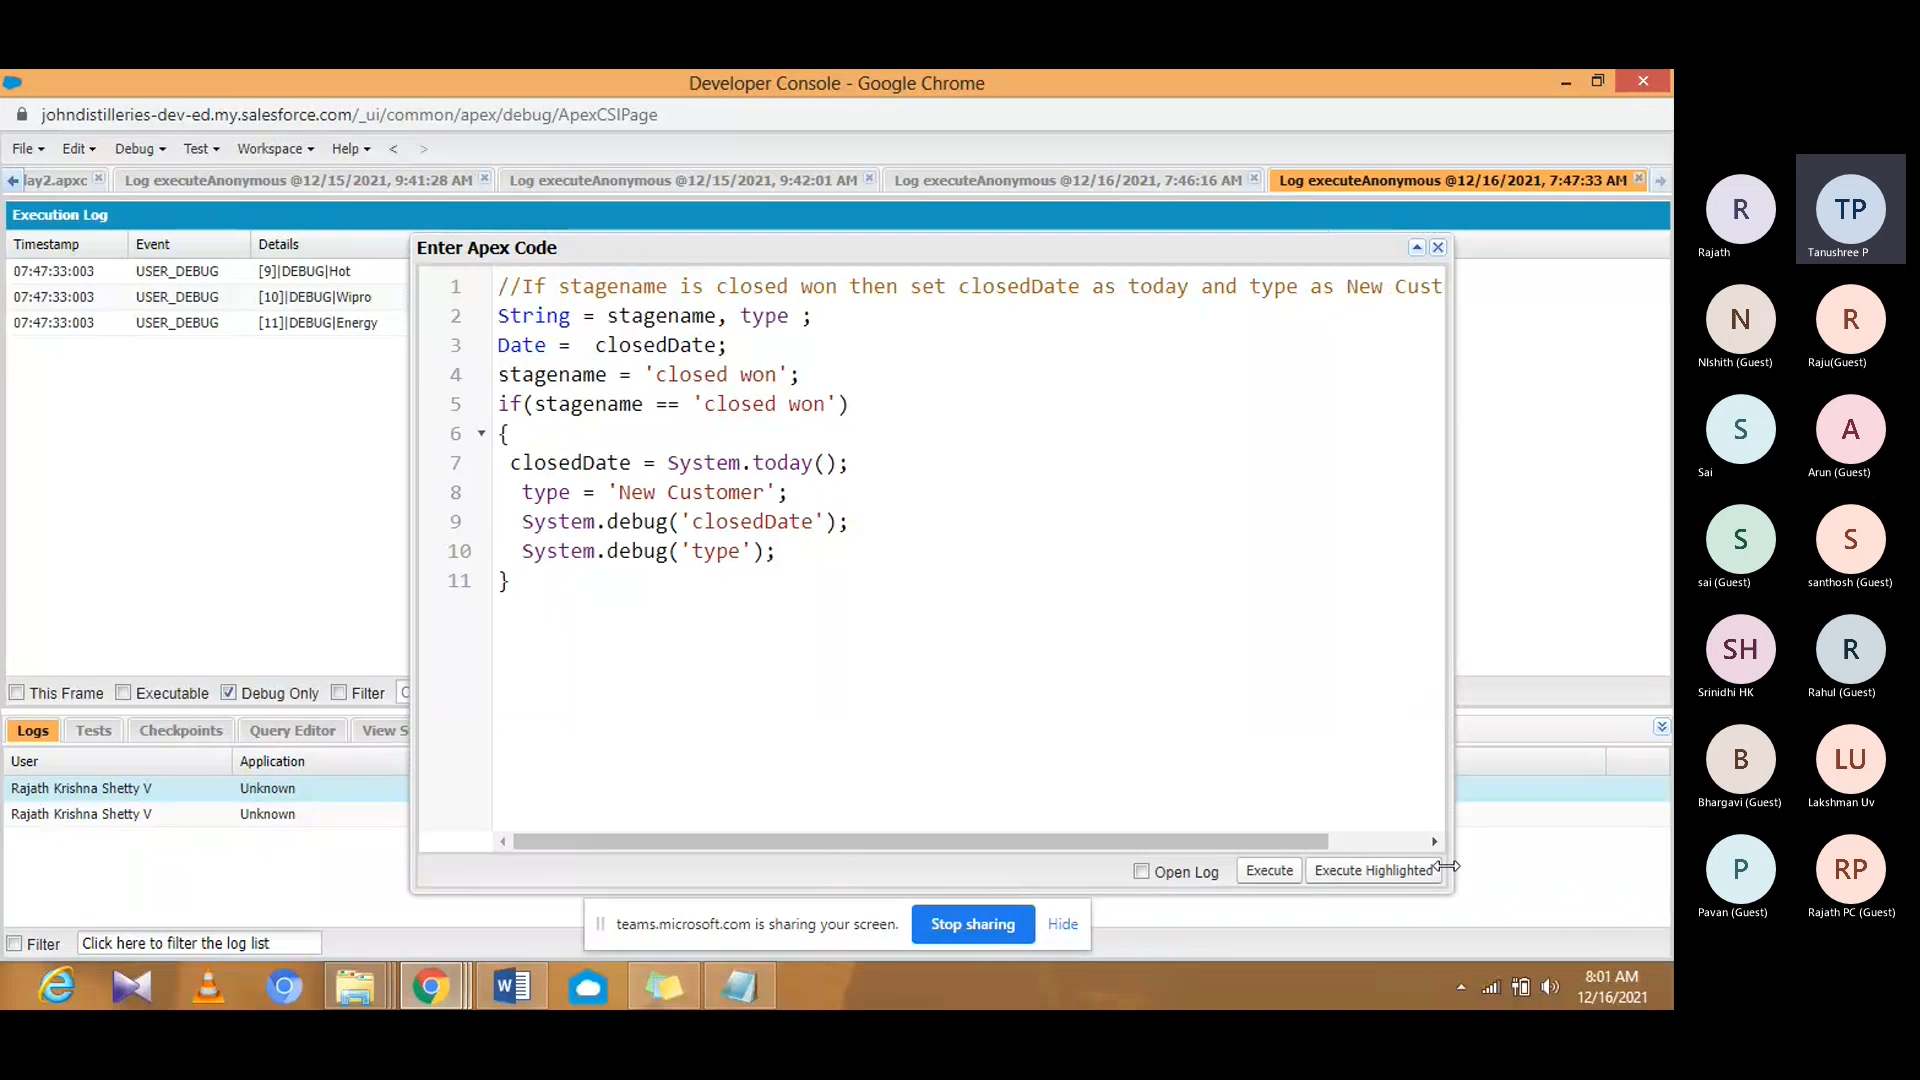 Developer Console - Google Chrome
johndistilleries-dev-ed.my.salesforce.com/_ui/common/apex/debug/ApexCSIPage
File Edit Debug Test Workspace Help < >
lay2.apxc Log executeAnonymous @12/15/2021, 9:41:28 AM Log executeAnonymous @12/15/2021, 9:42:01 AM Log executeAnonymous @12/16/2021, 7:46:16 AM Log executeAnonymous @12/16/2021, 7:47:33 AM
Execution Log
Timestamp Event Details
07:47:33:003 USER_DEBUG [9]|DEBUG|Hot
07:47:33:003 USER_DEBUG [10]|DEBUG|Wipro
07:47:33:003 USER_DEBUG [11]|DEBUG|Energy
Enter Apex Code
1 //If stagename is closed won then set closedDate as today and type as New Cust
2 String = stagename, type ;
3 Date =  closedDate;
4 stagename = 'closed won';
5 if(stagename == 'closed won')
6 {
7 closedDate = System.today();
8 type = 'New Customer';
9 System.debug('closedDate');
10 System.debug('type');
11 }
Open Log Execute Execute Highlighted
This Frame Executable Debug Only Filter
Logs Tests Checkpoints Query Editor View S
User Application
Rajath Krishna Shetty V Unknown
Rajath Krishna Shetty V Unknown
Filter Click here to filter the log list
teams.microsoft.com is sharing your screen. Stop sharing Hide
8:01 AM
12/16/2021
R TP
Rajath Tanushree P
N R
NIshith (Guest) Raju(Guest)
S A
Sai Arun (Guest)
S S
sai (Guest) santhosh (Guest)
SH R
Srinidhi HK Rahul (Guest)
B LU
Bhargavi (Guest) Lakshman Uv
P RP
Pavan (Guest) Rajath PC (Guest)